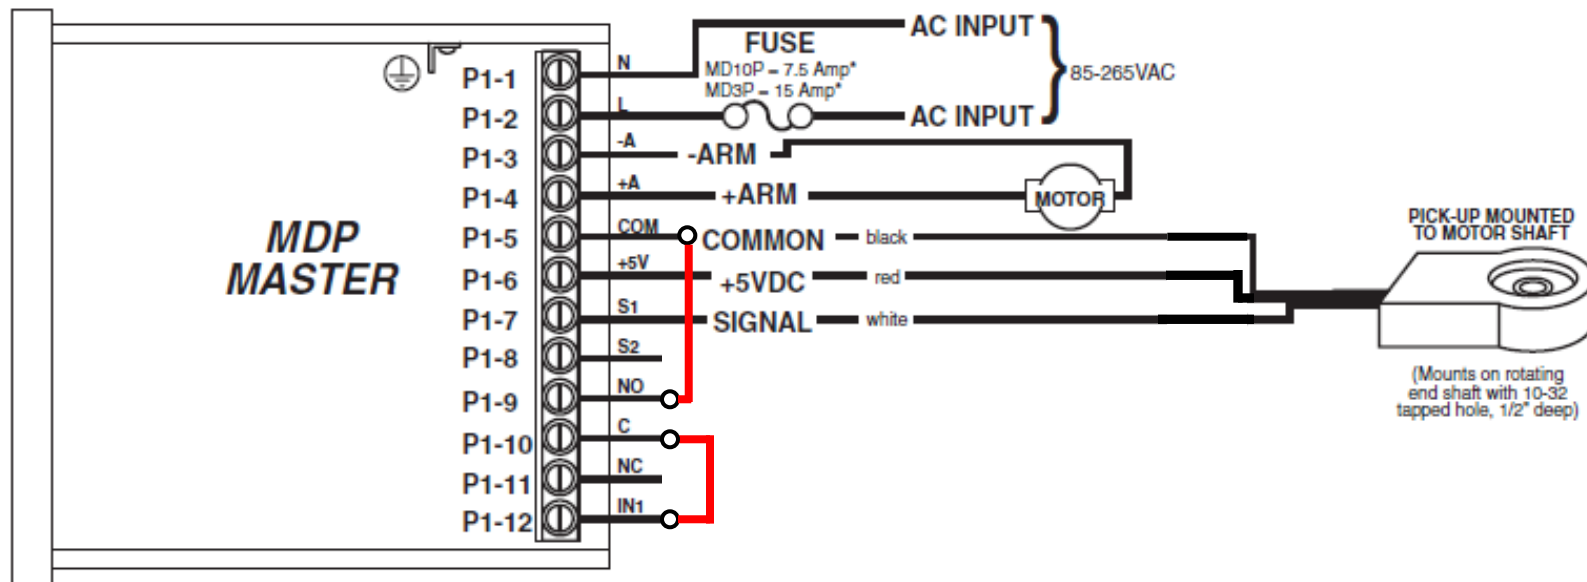 MDP
MASTER
P1-1
P1-2
P1-3
P1-4
P1-5
P1-6
P1-7
P1-8
P1-9
P1-10
P1-11
P1-12
N
L
-A
+A
COM
+5V
S1
S2
NO
C
NC
IN1
AC INPUT
FUSE
MD10P – 7.5 Amp*
MD3P – 15 Amp*
AC INPUT
85-265VAC
-ARM
+ARM
MOTOR
COMMON
black
+5VDC
red
SIGNAL
white
PICK-UP MOUNTED
TO MOTOR SHAFT
(Mounts on rotating
end shaft with 10-32
tapped hole, 1/2" deep)